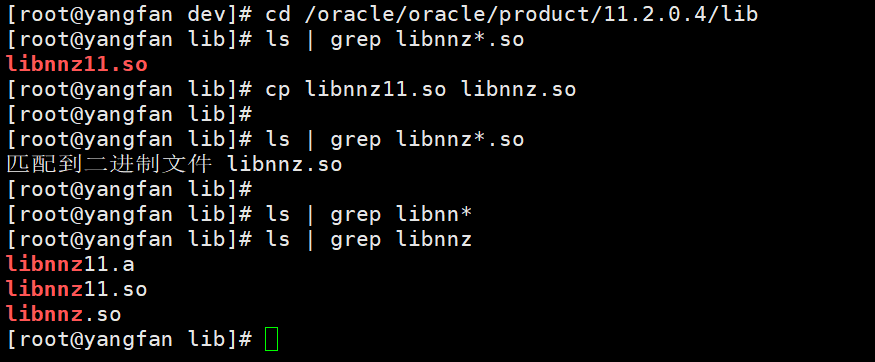 [root@yangfan dev]# cd /oracle/oracle/product/11.2.0.4/lib
[root@yangfan lib]# ls | grep libnnz*.so
libnnz11.so
[root@yangfan lib]# cp libnnz11.so libnnz.so
[root@yangfan lib]#
[root@yangfan lib]# ls | grep libnnz*.so
匹配到二进制文件 libnnz.so
[root@yangfan lib]#
[root@yangfan lib]# ls | grep libnn*
[root@yangfan lib]# ls | grep libnnz
libnnz11.a
libnnz11.so
libnnz.so
[root@yangfan lib]#